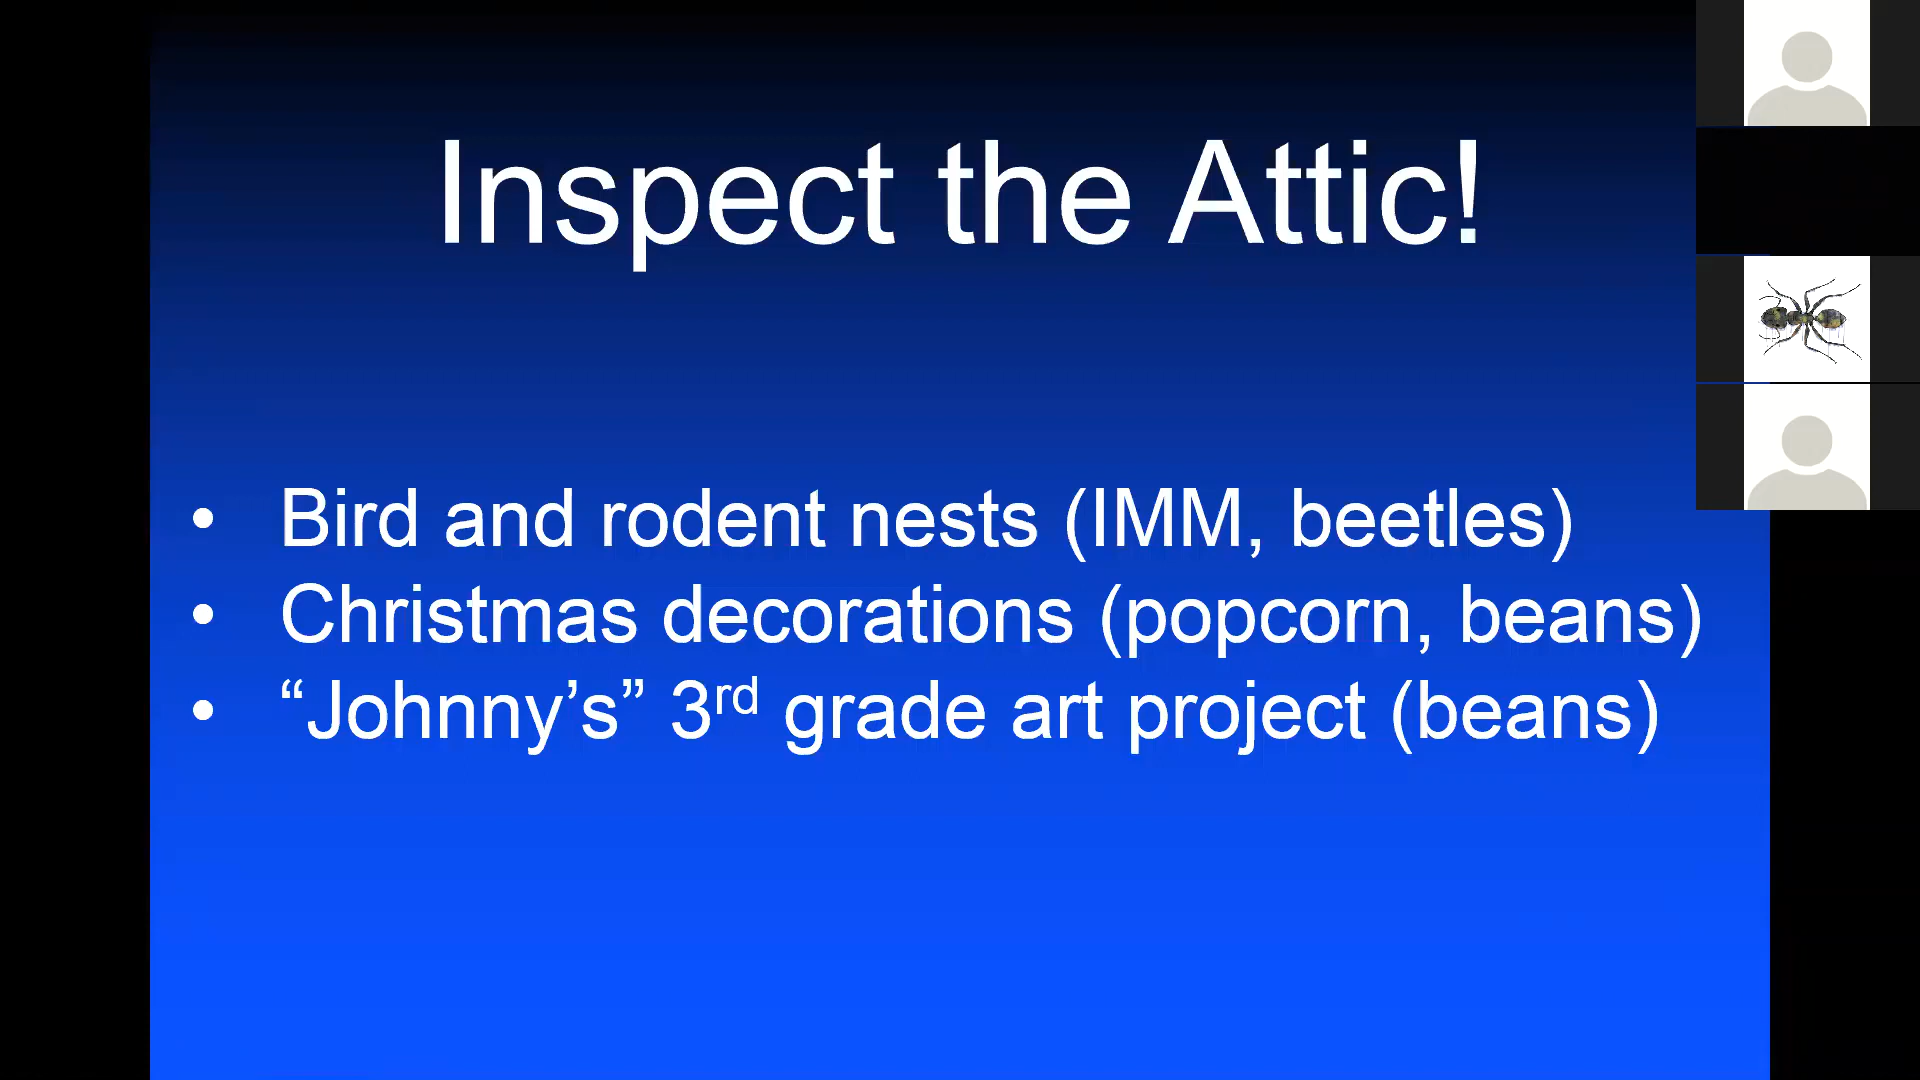 Inspect the Attic!
• Bird and rodent nests (IMM, beetles)
• Christmas decorations (popcorn, beans)
• “Johnny’s” 3rd grade art project (beans)